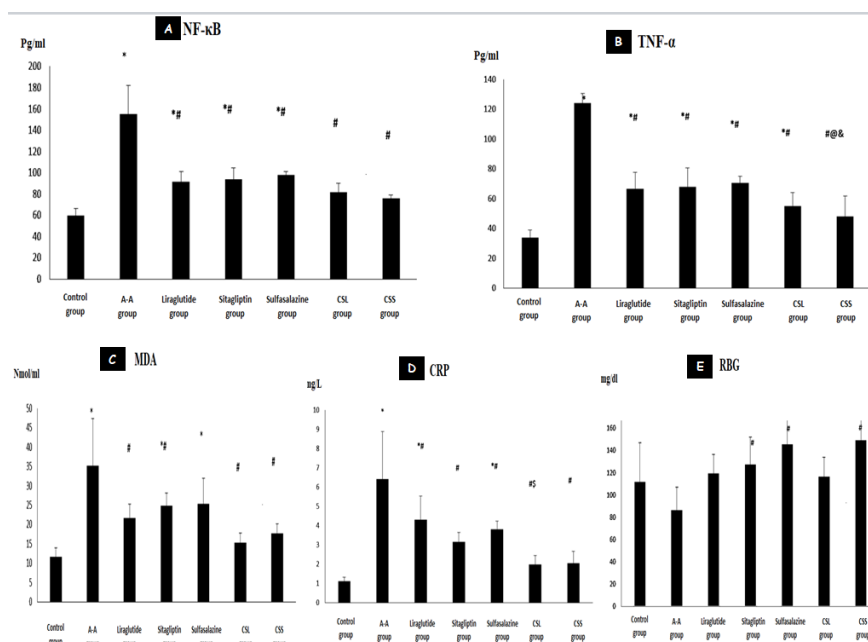 A NF-κB
Pg/ml
200
180
160
140
120
100
80
60
40
20
0
*
*#
*#
*#
#
#
Control group
A-A group
Liraglutide group
Sitagliptin group
Sulfasalazine group
CSL group
CSS group
B TNF-α
Pg/ml
140
120
100
80
60
40
20
0
*
*#
*#
*#
*#
#@&
Control group
A-A group
Liraglutide group
Sitagliptin group
Sulfasalazine group
CSL group
CSS group
C MDA
Nmol/ml
50
45
40
35
30
25
20
15
10
5
0
*
#
*#
*
#
#
Control
A-A
Liraglutide
Sitagliptin
Sulfasalazine
CSL
CSS
D CRP
ng/L
10
9
8
7
6
5
4
3
2
1
0
*
*#
#
*#
#$
#
Control group
A-A group
Liraglutide group
Sitagliptin group
Sulfasalazine group
CSL group
CSS group
E RBG
mg/dl
160
140
120
100
80
60
40
20
0
#
#
#
Control group
A-A group
Liraglutide group
Sitagliptin group
Sulfasalazine group
CSL group
CSS group